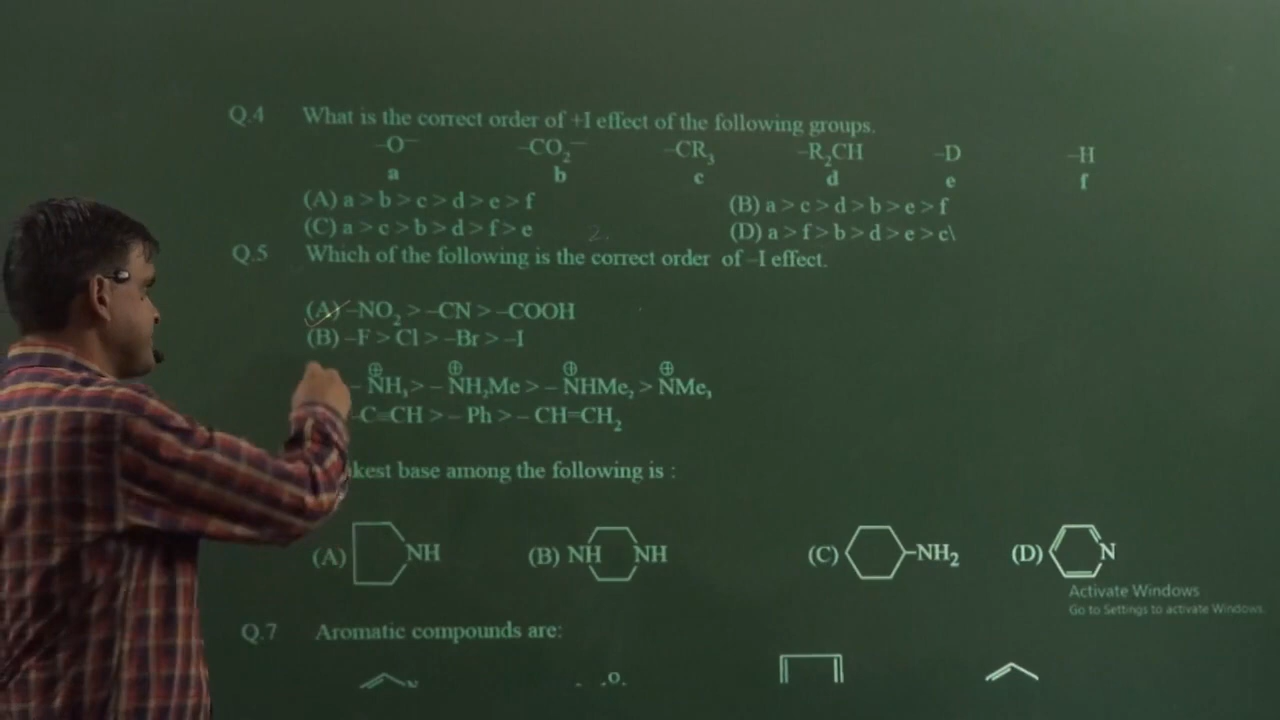 Q.4 What is the correct order of +I effect of the following groups.
–O⁻ –CO₂⁻ –CR₃ –R₂CH –D –H
a b c d e f
(A) a > b > c > d > e > f (B) a > c > d > b > e > f
(C) a > c > b > d > f > e (D) a > f > b > d > e > c\
2.
Q.5 Which of the following is the correct order of –I effect.
(A) –NO₂ > –CN > –COOH
(B) –F > Cl > –Br > –I
⊕ ⊕ ⊕ ⊕
– NH₃ > – NH₂Me > – NHMe₂ > NMe₃
–C≡CH > – Ph > – CH=CH₂
kest base among the following is :
(A) NH (B) NH NH (C) –NH₂ (D) N
Activate Windows
Go to Settings to activate Windows.
Q.7 Aromatic compounds are:
N O